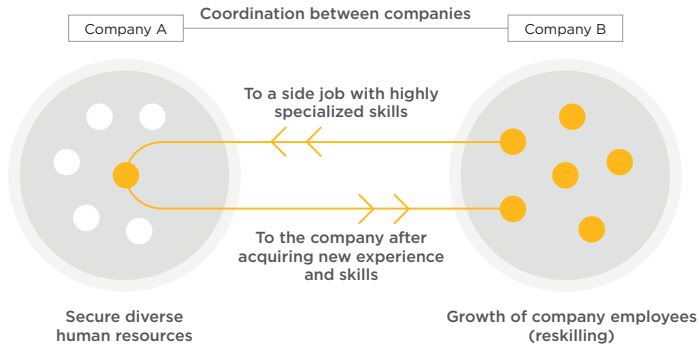 Coordination between companies
Company A
Company B
To a side job with highly
specialized skills
To the company after
acquiring new experience
and skills
Secure diverse
human resources
Growth of company employees
(reskilling)